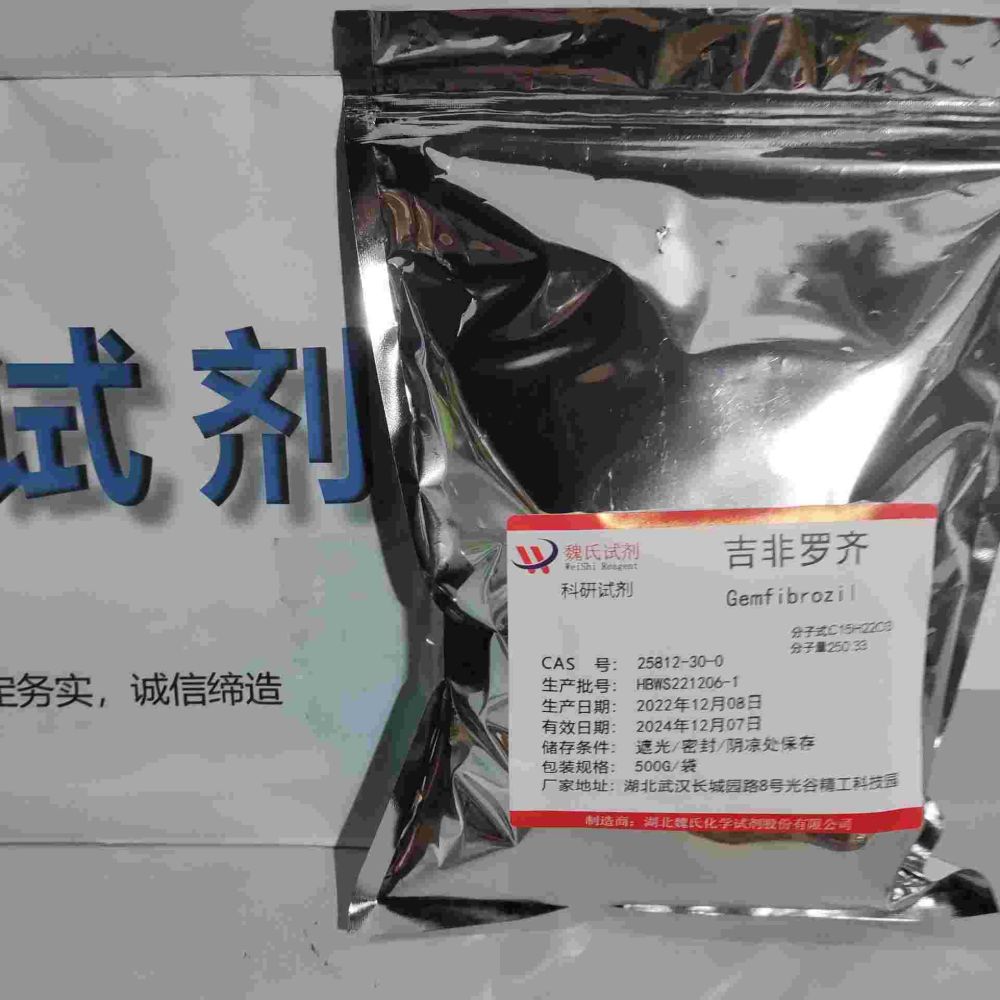 试剂
定务实，诚信缔造
魏氏试剂
WeiShi Reagent
科研试剂
吉非罗齐
Gemfibrozil
分子式C15H22O3
分子量250.33
CAS 号： 25812-30-0
生产批号： HBWS221206-1
生产日期： 2022年12月08日
有效日期： 2024年12月07日
储存条件： 遮光/密封/阴凉处保存
包装规格： 500G/袋
厂家地址： 湖北武汉长城园路8号光谷精工科技园
制造商：湖北魏氏化学试剂股份有限公司